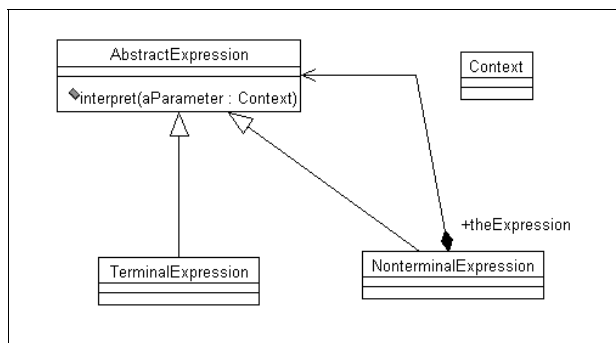 AbstractExpression
interpret(aParameter : Context)
Context
+theExpression
TerminalExpression
NonterminalExpression